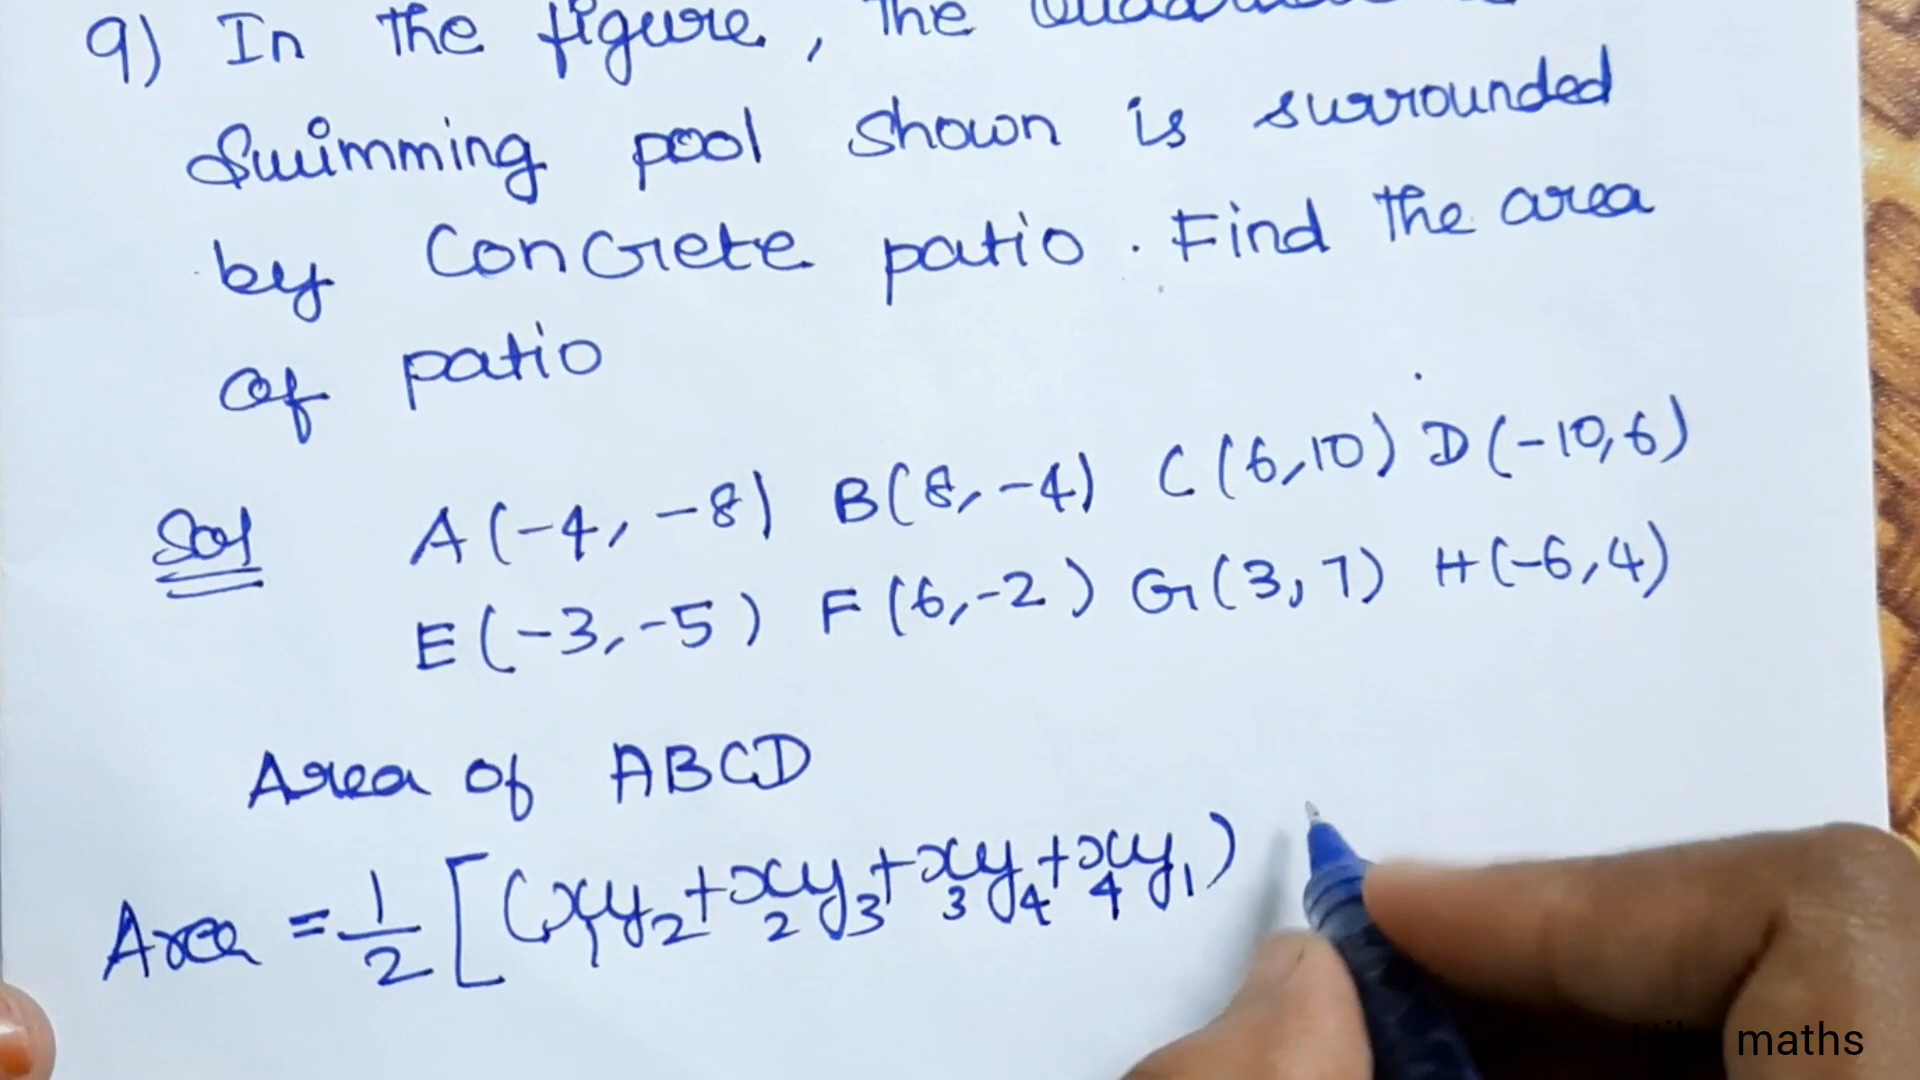 9) In the figure, the
Swimming pool shown is surrounded
by Concrete patio. Find the area
of patio
Sol A(-4, -8) B(8, -4) C(6,10) D(-10,6)
E(-3,-5) F(6,-2) G(3,7) H(-6,4)
Area of ABCD
Area = 1/2 [(x₁y₂+x₂y₃+x₃y₄+x₄y₁)
maths